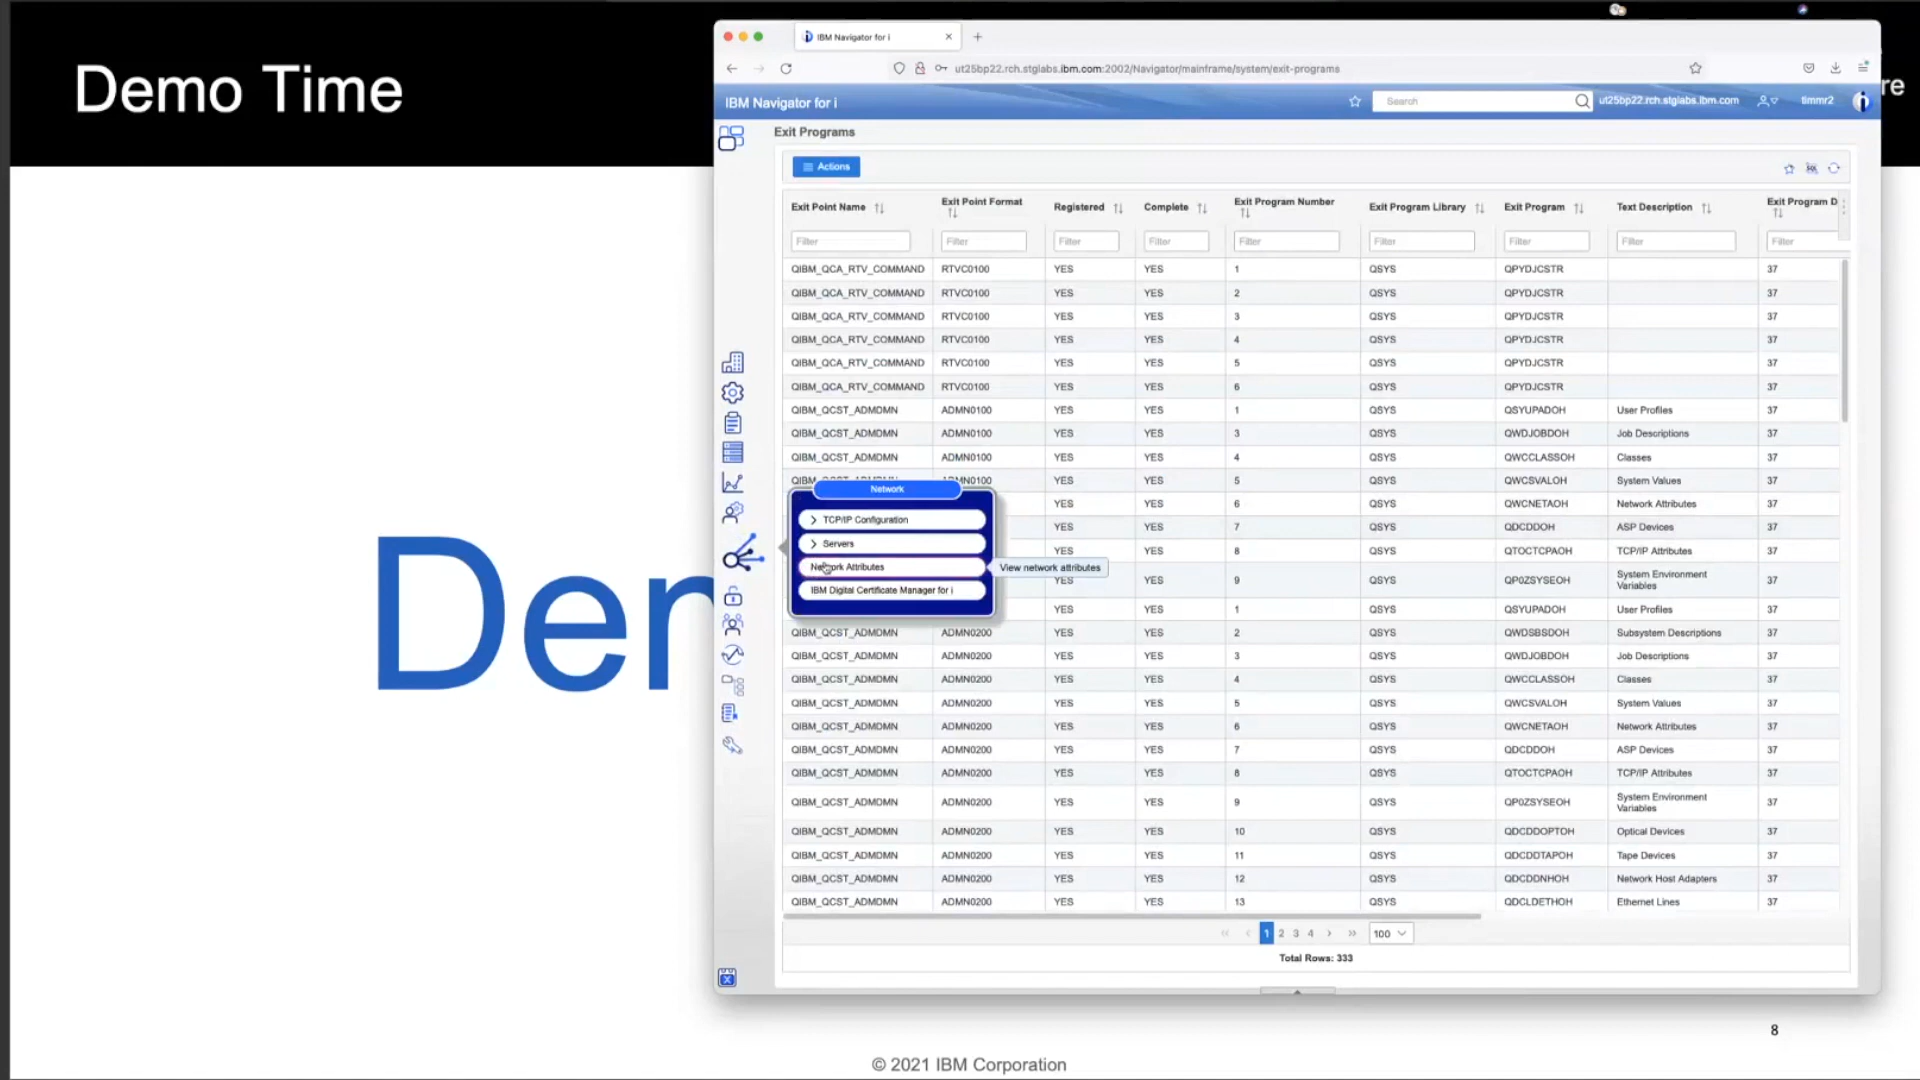 Demo Time
IBM Navigator for i
ut25bp22.rch.stglabs.ibm.com:2002/Navigator/mainframe/system/exit-programs
re
IBM Navigator for i
Search
ut25bp22.rch.stglabs.ibm.com
timmr2
Exit Programs
Actions
SQL
Exit Point Name Exit Point Format Registered Complete Exit Program Number Exit Program Library Exit Program Text Description Exit Program D
Filter Filter Filter Filter Filter Filter Filter Filter Filter
QIBM_QCA_RTV_COMMAND RTVC0100 YES YES 1 QSYS QPYDJCSTR 37
QIBM_QCA_RTV_COMMAND RTVC0100 YES YES 2 QSYS QPYDJCSTR 37
QIBM_QCA_RTV_COMMAND RTVC0100 YES YES 3 QSYS QPYDJCSTR 37
QIBM_QCA_RTV_COMMAND RTVC0100 YES YES 4 QSYS QPYDJCSTR 37
QIBM_QCA_RTV_COMMAND RTVC0100 YES YES 5 QSYS QPYDJCSTR 37
QIBM_QCA_RTV_COMMAND RTVC0100 YES YES 6 QSYS QPYDJCSTR 37
QIBM_QCST_ADMDMN ADMN0100 YES YES 1 QSYS QSYUPADOH User Profiles 37
QIBM_QCST_ADMDMN ADMN0100 YES YES 3 QSYS QWDJOBDOH Job Descriptions 37
QIBM_QCST_ADMDMN ADMN0100 YES YES 4 QSYS QWCCLASSOH Classes 37
QIBM_QCST_ADMDMN ADMN0100 YES YES 5 QSYS QWCSVALOH System Values 37
YES YES 6 QSYS QWCNETAOH Network Attributes 37
YES YES 7 QSYS QDCDDOH ASP Devices 37
YES YES 8 QSYS QTOCTCPAOH TCP/IP Attributes 37
YES 9 QSYS QP0ZSYSEOH System Environment Variables 37
YES YES 1 QSYS QSYUPADOH User Profiles 37
QIBM_QCST_ADMDMN ADMN0200 YES YES 2 QSYS QWDSBSDOH Subsystem Descriptions 37
QIBM_QCST_ADMDMN ADMN0200 YES YES 3 QSYS QWDJOBDOH Job Descriptions 37
QIBM_QCST_ADMDMN ADMN0200 YES YES 4 QSYS QWCCLASSOH Classes 37
QIBM_QCST_ADMDMN ADMN0200 YES YES 5 QSYS QWCSVALOH System Values 37
QIBM_QCST_ADMDMN ADMN0200 YES YES 6 QSYS QWCNETAOH Network Attributes 37
QIBM_QCST_ADMDMN ADMN0200 YES YES 7 QSYS QDCDDOH ASP Devices 37
QIBM_QCST_ADMDMN ADMN0200 YES YES 8 QSYS QTOCTCPAOH TCP/IP Attributes 37
QIBM_QCST_ADMDMN ADMN0200 YES YES 9 QSYS QP0ZSYSEOH System Environment Variables 37
QIBM_QCST_ADMDMN ADMN0200 YES YES 10 QSYS QDCDDOPTOH Optical Devices 37
QIBM_QCST_ADMDMN ADMN0200 YES YES 11 QSYS QDCDDTAPOH Tape Devices 37
QIBM_QCST_ADMDMN ADMN0200 YES YES 12 QSYS QDCDDNHOH Network Host Adapters 37
QIBM_QCST_ADMDMN ADMN0200 YES YES 13 QSYS QDCLDETHOH Ethernet Lines 37
Network
TCP/IP Configuration
Servers
Network Attributes
View network attributes
IBM Digital Certificate Manager for i
1 2 3 4 100
Total Rows: 333
Den
8
© 2021 IBM Corporation